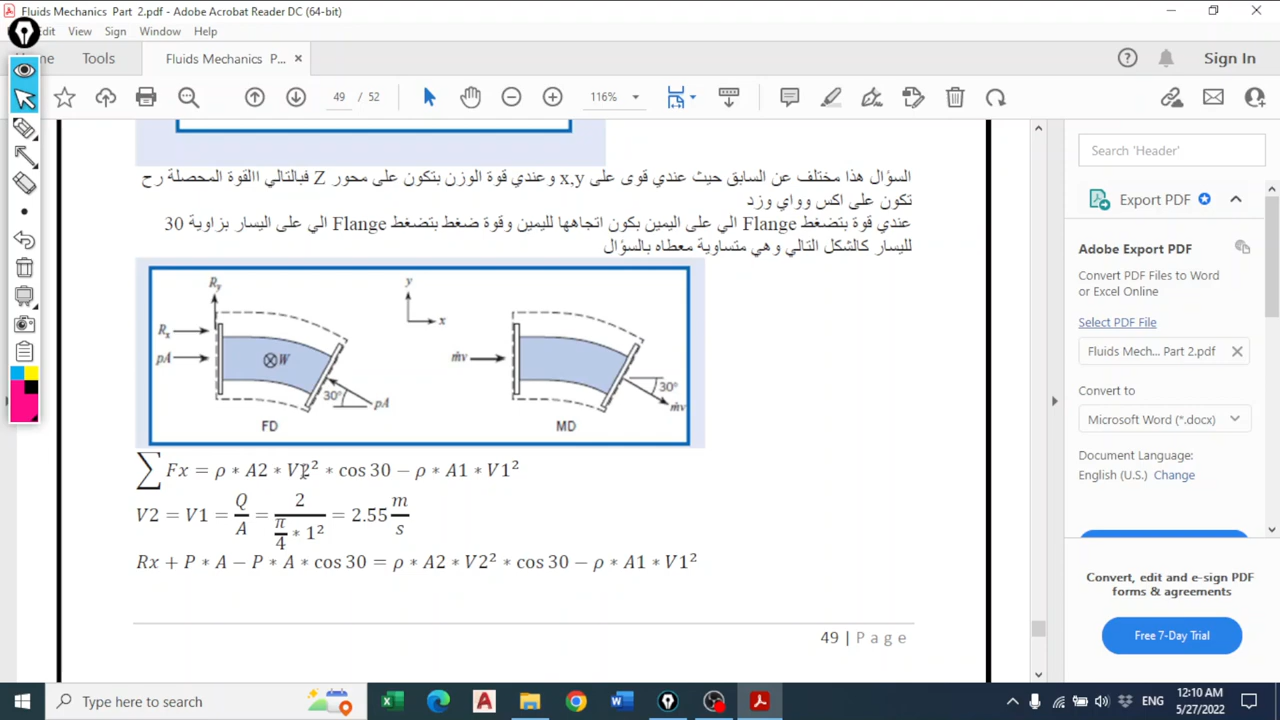 Fluids Mechanics Part 2.pdf - Adobe Acrobat Reader DC (64-bit)
View Sign Window Help
Tools
Fluids Mechanics P...
Sign In
49 / 52
116%
السؤال هذا مختلف عن السابق حيث عندي قوى على x,y وعندي قوة الوزن بتكون على محور Z فبالتالي االقوة المحصلة رح
تكون على اكس وواي وزد
عندي قوة بتضغط Flange الي على اليمين بكون اتجاهها لليمين وقوة ضغط بتضغط Flange الي على اليسار بزاوية 30
لليسار كالشكل التالي وهي متساوية معطاه بالسؤال
Ry
y
Rx
x
pA
W
ṁv
30°
30°
pA
ṁv
FD
MD
∑ Fx = ρ * A2 * V2² * cos 30 − ρ * A1 * V1²
V2 = V1 = Q/A = 2/(π/4 * 1²) = 2.55 m/s
Rx + P * A − P * A * cos 30 = ρ * A2 * V2² * cos 30 − ρ * A1 * V1²
49 | Page
Search 'Header'
Export PDF
Adobe Export PDF
Convert PDF Files to Word
or Excel Online
Select PDF File
Fluids Mech... Part 2.pdf
Convert to
Microsoft Word (*.docx)
Document Language:
English (U.S.) Change
Convert, edit and e-sign PDF
forms & agreements
Free 7-Day Trial
Type here to search
ENG
12:10 AM
5/27/2022